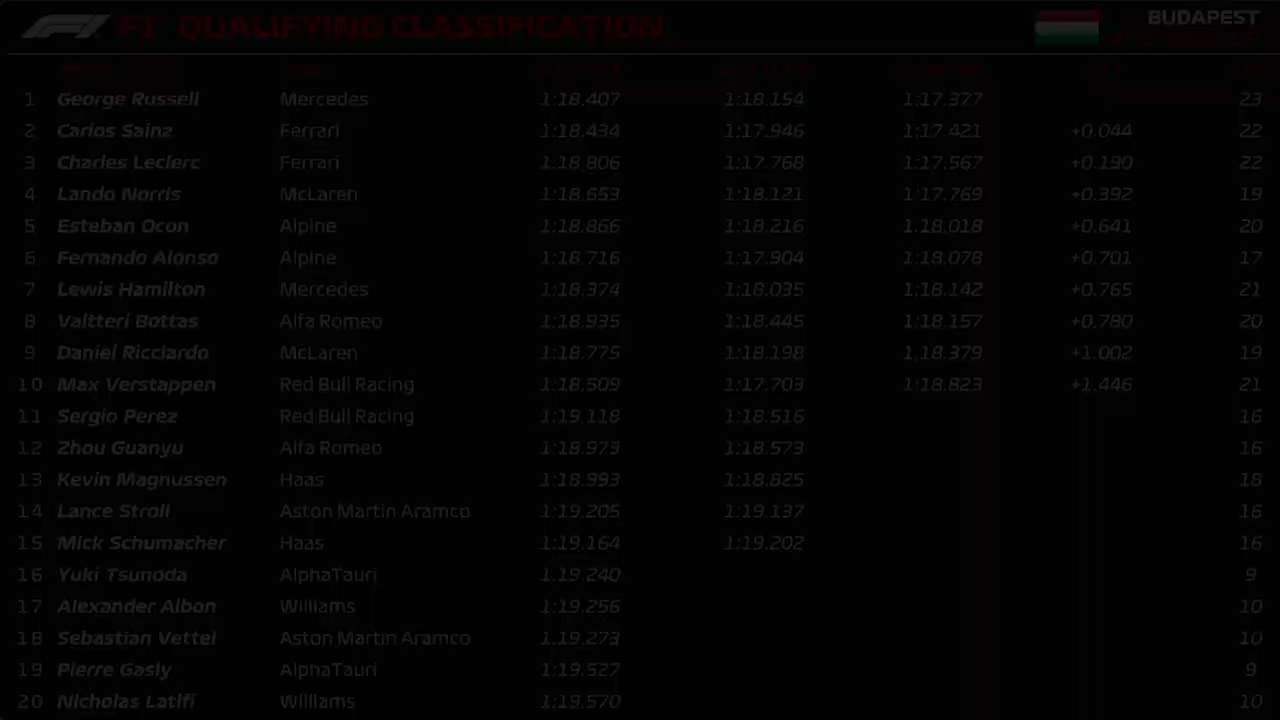 F1 QUALIFYING CLASSIFICATION BUDAPEST
1 George Russell Mercedes 1:18.407 1:18.154 1:17.377 23
2 Carlos Sainz Ferrari 1:18.434 1:17.946 1:17.421 +0.044 22
3 Charles Leclerc Ferrari 1:18.806 1:17.768 1:17.567 +0.190 22
4 Lando Norris McLaren 1:18.653 1:18.121 1:17.769 +0.392 19
5 Esteban Ocon Alpine 1:18.866 1:18.216 1:18.018 +0.641 20
6 Fernando Alonso Alpine 1:18.716 1:17.904 1:18.078 +0.701 17
7 Lewis Hamilton Mercedes 1:18.374 1:18.035 1:18.142 +0.765 21
8 Valtteri Bottas Alfa Romeo 1:18.935 1:18.445 1:18.157 +0.780 20
9 Daniel Ricciardo McLaren 1:18.775 1:18.198 1:18.379 +1.002 19
10 Max Verstappen Red Bull Racing 1:18.509 1:17.703 1:18.823 +1.446 21
11 Sergio Perez Red Bull Racing 1:19.118 1:18.516 16
12 Zhou Guanyu Alfa Romeo 1:18.973 1:18.573 16
13 Kevin Magnussen Haas 1:18.993 1:18.825 18
14 Lance Stroll Aston Martin Aramco 1:19.205 1:19.137 16
15 Mick Schumacher Haas 1:19.164 1:19.202 16
16 Yuki Tsunoda AlphaTauri 1:19.240 9
17 Alexander Albon Williams 1:19.256 10
18 Sebastian Vettel Aston Martin Aramco 1:19.273 10
19 Pierre Gasly AlphaTauri 1:19.527 9
20 Nicholas Latifi Williams 1:19.570 10